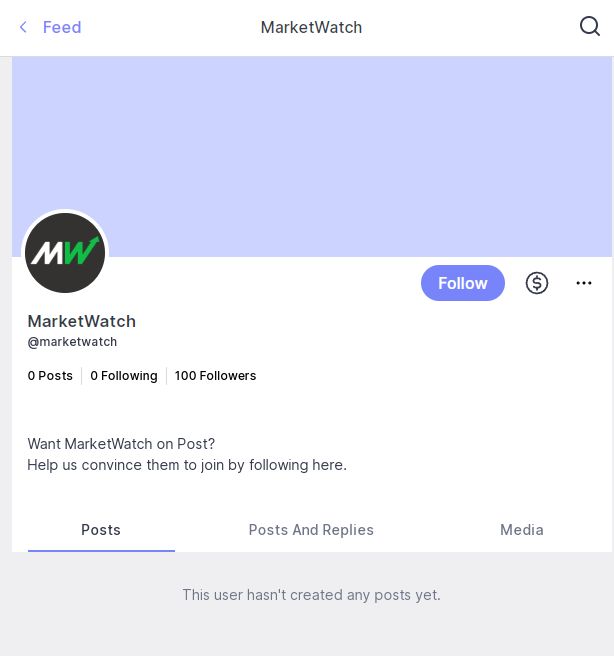 Feed
MarketWatch
MW
Follow
MarketWatch
@marketwatch
0 Posts
0 Following
100 Followers
Want MarketWatch on Post?
Help us convince them to join by following here.
Posts
Posts And Replies
Media
This user hasn't created any posts yet.